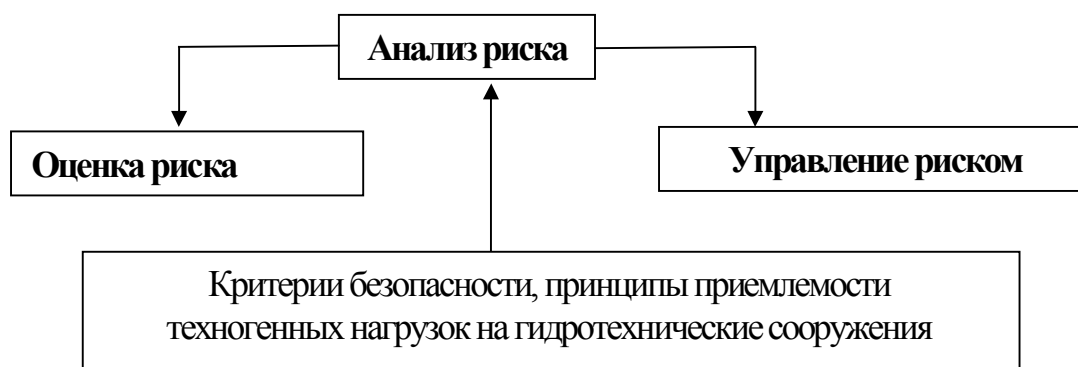 Анализ риска
Оценка риска
Управление риском
Критерии безопасности, принципы приемлемости
техногенных нагрузок на гидротехнические сооружения